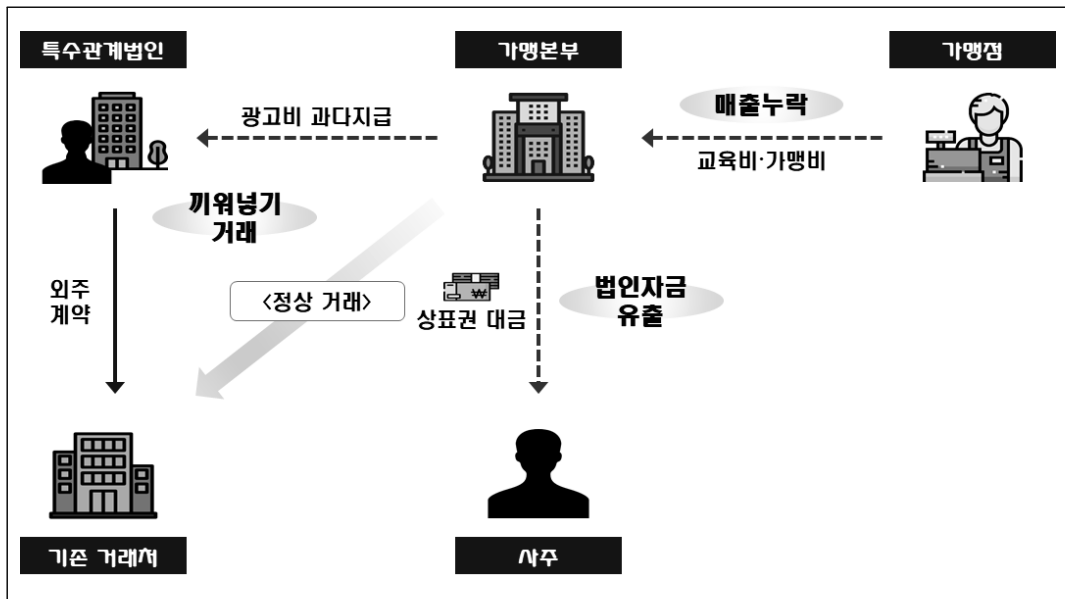 특수관계법인
가맹본부
가맹점
광고비 과다지급
매출누락
교육비·가맹비
끼워넣기
거래
외주
계약
<정상 거래>
₩
상표권 대금
법인자금
유출
기존 거래처
사주